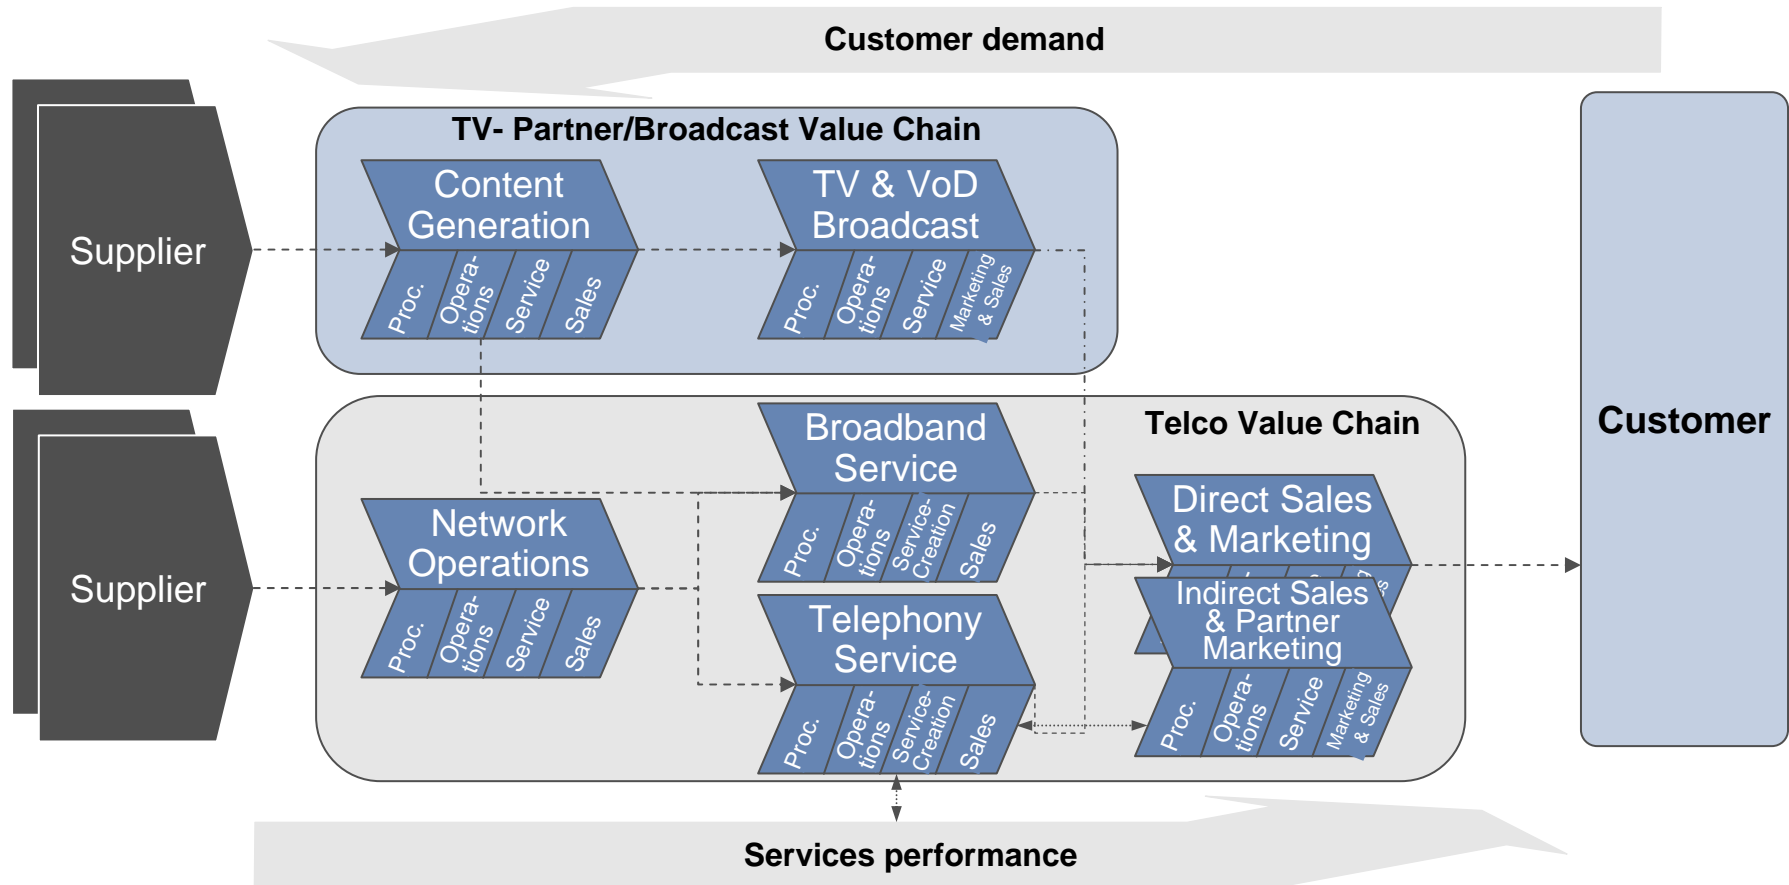 Customer demand
TV- Partner/Broadcast Value Chain
Supplier
Content
Generation
Proc.
Opera-
tions
Service
Sales
TV & VoD
Broadcast
Proc.
Opera-
tions
Service
Marketing
& Sales
Customer
Telco Value Chain
Supplier
Network
Operations
Proc.
Opera-
tions
Service
Sales
Broadband
Service
Proc.
Opera-
tions
Service-
Creation
Sales
Telephony
Service
Proc.
Opera-
tions
Service-
Creation
Sales
Direct Sales
& Marketing
Indirect Sales
& Partner
Marketing
Proc.
Opera-
tions
Service
Marketing
& Sales
Services performance